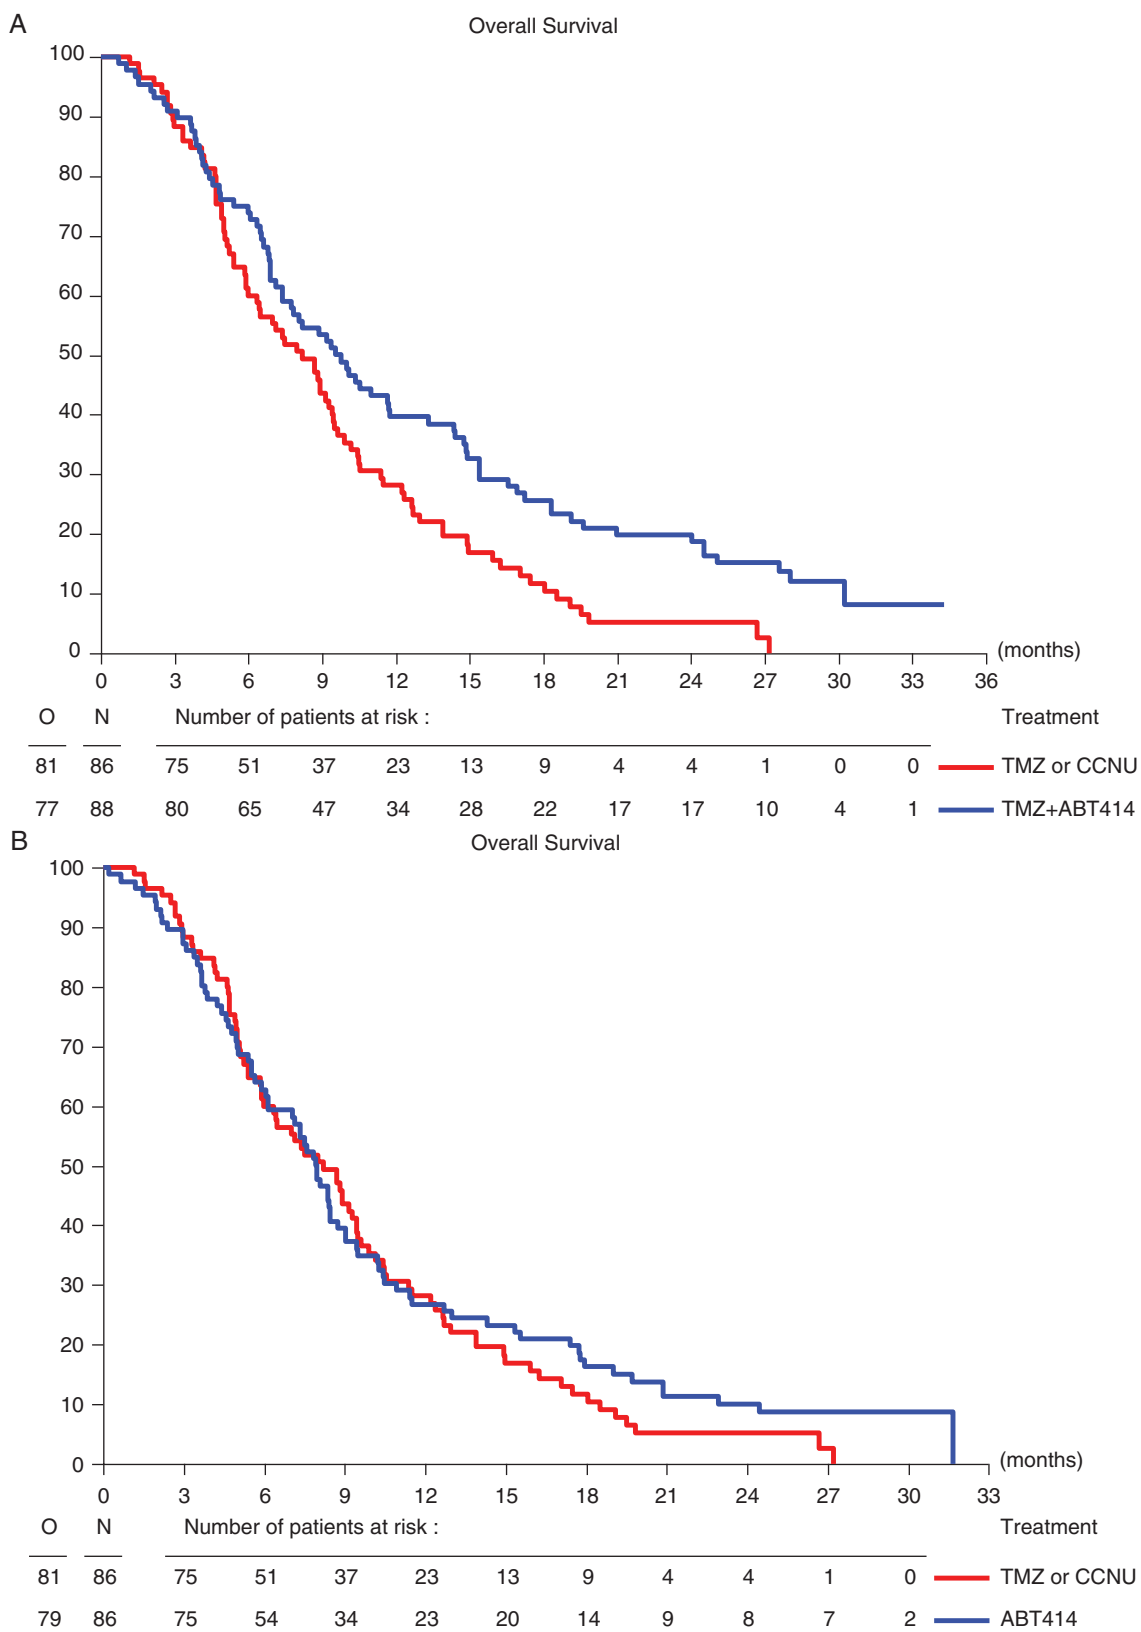 A
Overall Survival
100
90
80
70
60
50
40
30
20
10
0
(months)
0 3 6 9 12 15 18 21 24 27 30 33 36
O N Number of patients at risk : Treatment
81 86 75 51 37 23 13 9 4 4 1 0 0 TMZ or CCNU
77 88 80 65 47 34 28 22 17 17 10 4 1 TMZ+ABT414
B
Overall Survival
100
90
80
70
60
50
40
30
20
10
0
(months)
0 3 6 9 12 15 18 21 24 27 30 33
O N Number of patients at risk : Treatment
81 86 75 51 37 23 13 9 4 4 1 0 TMZ or CCNU
79 86 75 54 34 23 20 14 9 8 7 2 ABT414